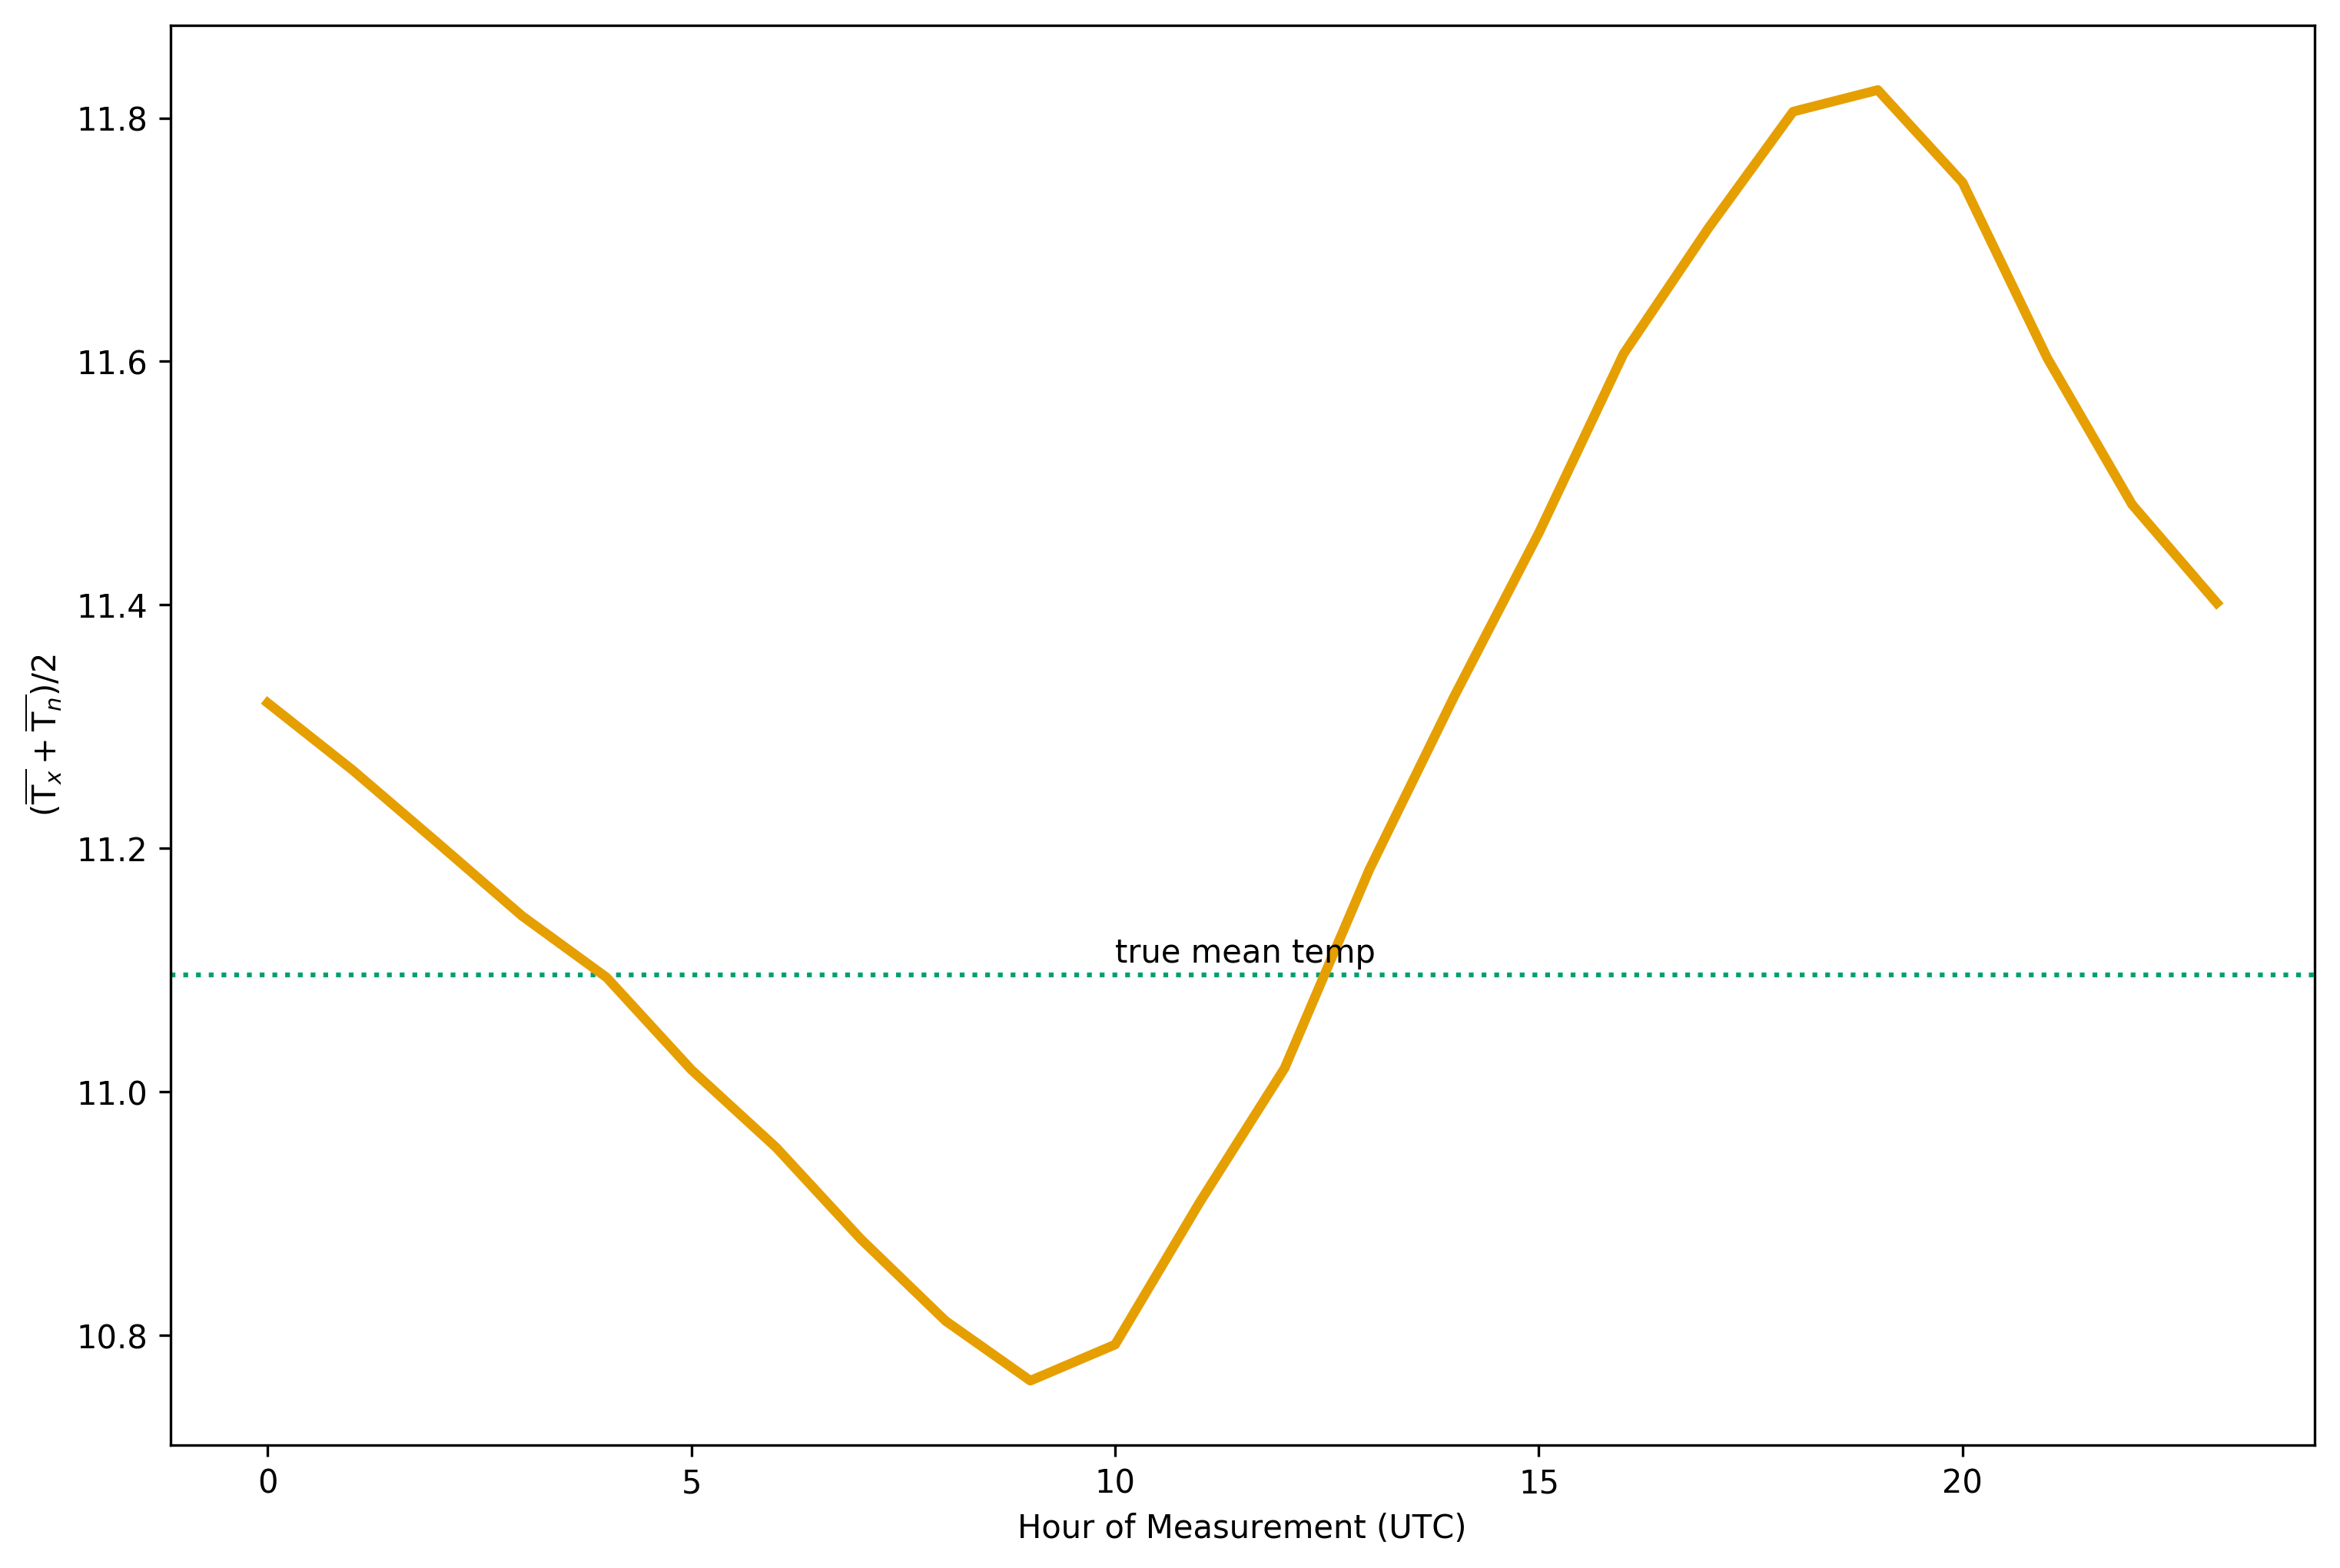 11.8
11.6
11.4
11.2
11.0
10.8
(T̅ₓ + T̅ₙ)/2
true mean temp
0 5 10 15 20
Hour of Measurement (UTC)